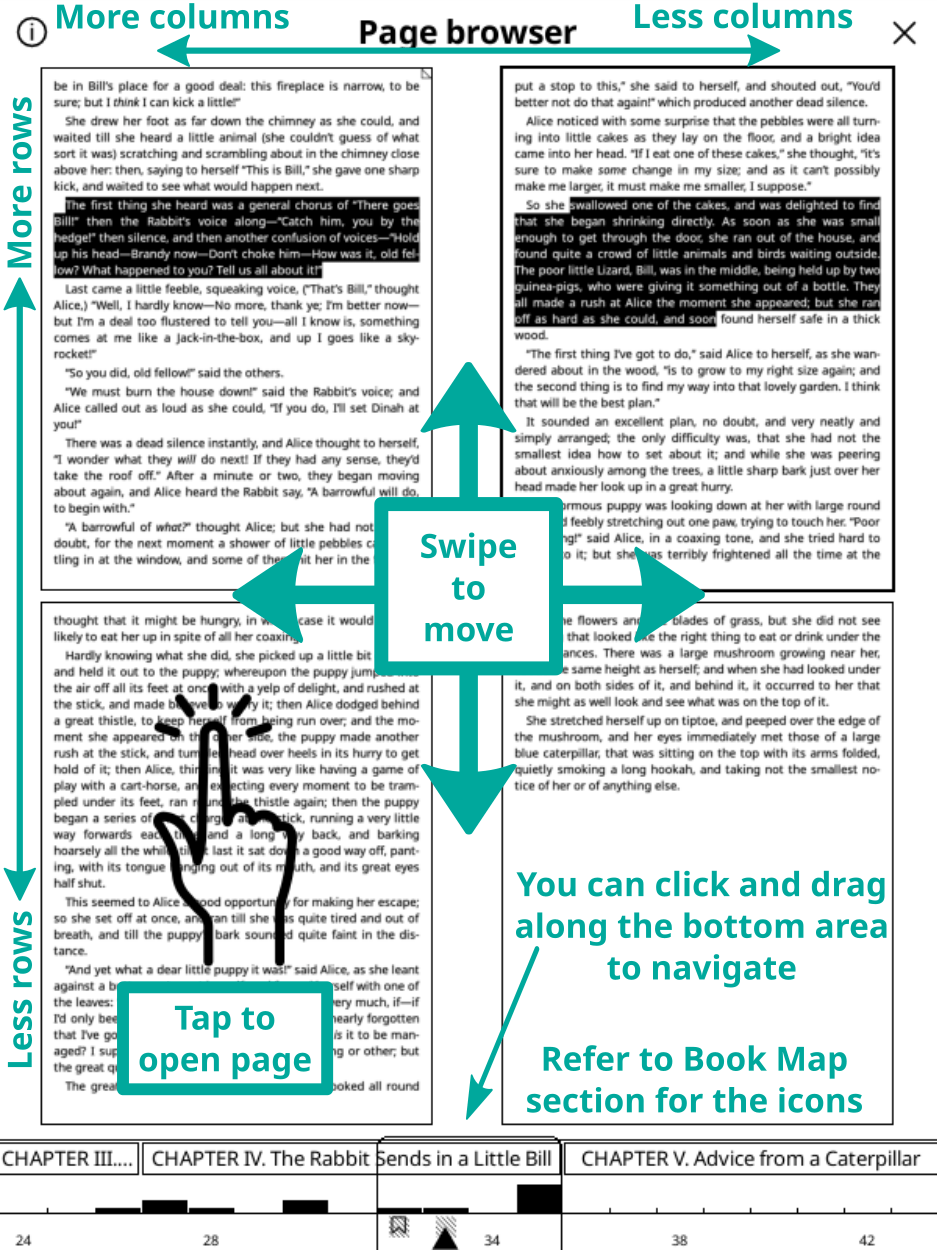 More columns
Less columns
Page browser
More rows
Less rows
be in Bill's place for a good deal: this fireplace is narrow, to be
sure; but I think I can kick a little!”
She drew her foot as far down the chimney as she could, and
waited till she heard a little animal (she couldn't guess of what
sort it was) scratching and scrambling about in the chimney close
above her: then, saying to herself “This is Bill,” she gave one sharp
kick, and waited to see what would happen next.
The first thing she heard was a general chorus of “There goes
Bill!” then the Rabbit's voice along—“Catch him, you by the
hedge!” then silence, and then another confusion of voices—“Hold
up his head—Brandy now—Don't choke him—How was it, old fel-
low? What happened to you? Tell us all about it!”
Last came a little feeble, squeaking voice, (“That's Bill,” thought
Alice,) “Well, I hardly know—No more, thank ye; I'm better now—
but I'm a deal too flustered to tell you—all I know is, something
comes at me like a Jack-in-the-box, and up I goes like a sky-
rocket!”
“So you did, old fellow!” said the others.
“We must burn the house down!” said the Rabbit's voice; and
Alice called out as loud as she could, “If you do, I'll set Dinah at
you!”
There was a dead silence instantly, and Alice thought to herself,
“I wonder what they will do next! If they had any sense, they'd
take the roof off.” After a minute or two, they began moving
about again, and Alice heard the Rabbit say, “A barrowful will do,
to begin with.”
“A barrowful of what?” thought Alice; but she had not
doubt, for the next moment a shower of little pebbles
tling in at the window, and some of them hit her in the
put a stop to this,” she said to herself, and shouted out, “You'd
better not do that again!” which produced another dead silence.
Alice noticed with some surprise that the pebbles were all turn-
ing into little cakes as they lay on the floor, and a bright idea
came into her head. “If I eat one of these cakes,” she thought, “it's
sure to make some change in my size; and as it can't possibly
make me larger, it must make me smaller, I suppose.”
So she swallowed one of the cakes, and was delighted to find
that she began shrinking directly. As soon as she was small
enough to get through the door, she ran out of the house, and
found quite a crowd of little animals and birds waiting outside.
The poor little Lizard, Bill, was in the middle, being held up by two
guinea-pigs, who were giving it something out of a bottle. They
all made a rush at Alice the moment she appeared; but she ran
off as hard as she could, and soon found herself safe in a thick
wood.
“The first thing I've got to do,” said Alice to herself, as she wan-
dered about in the wood, “is to grow to my right size again; and
the second thing is to find my way into that lovely garden. I think
that will be the best plan.”
It sounded an excellent plan, no doubt, and very neatly and
simply arranged; the only difficulty was, that she had not the
smallest idea how to set about it; and while she was peering
about anxiously among the trees, a little sharp bark just over her
head made her look up in a great hurry.
puppy was looking down at her with large round
feebly stretching out one paw, trying to touch her. “Poor
said Alice, in a coaxing tone, and she tried hard to
to it; but she was terribly frightened all the time at the
Swipe
to
move
thought that it might be hungry, in case it would
likely to eat her up in spite of all her coaxing.
Hardly knowing what she did, she picked up a little bit
and held it out to the puppy; whereupon the puppy jumped into
the air off all its feet at once, with a yelp of delight, and rushed at
the stick, and made believe to worry it; then Alice dodged behind
a great thistle, to keep herself from being run over; and the mo-
ment she appeared on the other side, the puppy made another
rush at the stick, and tumbled head over heels in its hurry to get
hold of it; then Alice, thinking it was very like having a game of
play with a cart-horse, and expecting every moment to be tram-
pled under its feet, ran round the thistle again; then the puppy
began a series of short charges at the stick, running a very little
way forwards each time and a long way back, and barking
hoarsely all the while, till at last it sat down a good way off, pant-
ing, with its tongue hanging out of its mouth, and its great eyes
half shut.
This seemed to Alice a good opportunity for making her escape;
so she set off at once, and ran till she was quite tired and out of
breath, and till the puppy's bark sounded quite faint in the dis-
tance.
“And yet what a dear little puppy it was!” said Alice, as she leant
against a herself with one of
the leaves: very much, if—if
I'd only been nearly forgotten
that I've got is it to be man-
aged? I or other; but
the great
The great looked all round
Tap to
open page
the flowers and the blades of grass, but she did not see
that looked like the right thing to eat or drink under the
There was a large mushroom growing near her,
same height as herself; and when she had looked under
it, and on both sides of it, and behind it, it occurred to her that
she might as well look and see what was on the top of it.
She stretched herself up on tiptoe, and peeped over the edge of
the mushroom, and her eyes immediately met those of a large
blue caterpillar, that was sitting on the top with its arms folded,
quietly smoking a long hookah, and taking not the smallest no-
tice of her or of anything else.
You can click and drag
along the bottom area
to navigate
Refer to Book Map
section for the icons
CHAPTER III....
CHAPTER IV. The Rabbit Sends in a Little Bill
CHAPTER V. Advice from a Caterpillar
24
28
34
38
42